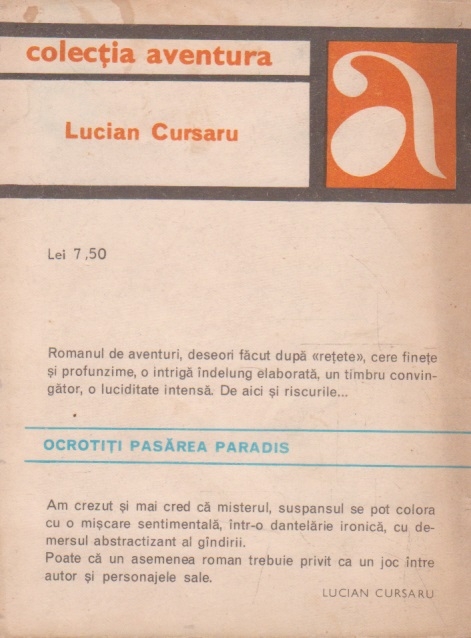 colecția aventura
a
Lucian Cursaru
Lei 7,50
Romanul de aventuri, deseori făcut după «rețete», cere finețe
și profunzime, o intrigă îndelung elaborată, un timbru convin-
gător, o luciditate intensă. De aici și riscurile...
OCROTIȚI PASĂREA PARADIS
Am crezut și mai cred că misterul, suspansul se pot colora
cu o mișcare sentimentală, într-o dantelărie ironică, cu de-
mersul abstractizant al gîndirii.
Poate că un asemenea roman trebuie privit ca un joc între
autor și personajele sale.
LUCIAN CURSARU